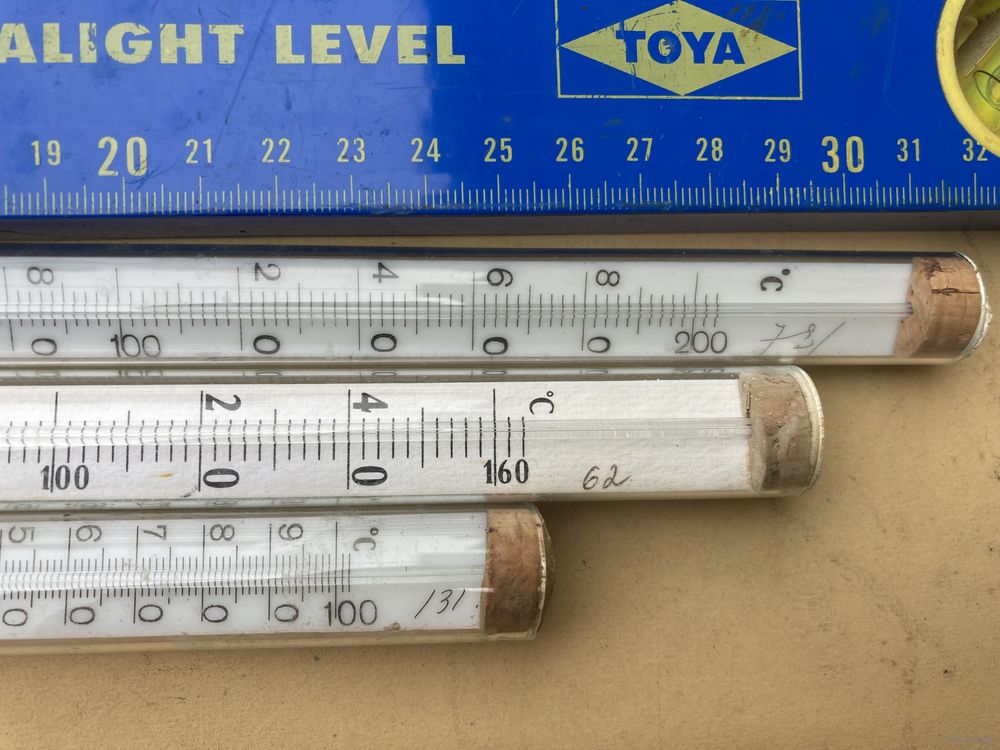 ALIGHT LEVEL
TOYA
19 20 21 22 23 24 25 26 27 28 29 30 31 32
8 2 4 6 8 °C
0 100 0 0 0 0 200
2 4 °C
100 0 0 160 62
5 6 7 8 9 °C
0 0 0 0 0 100 131